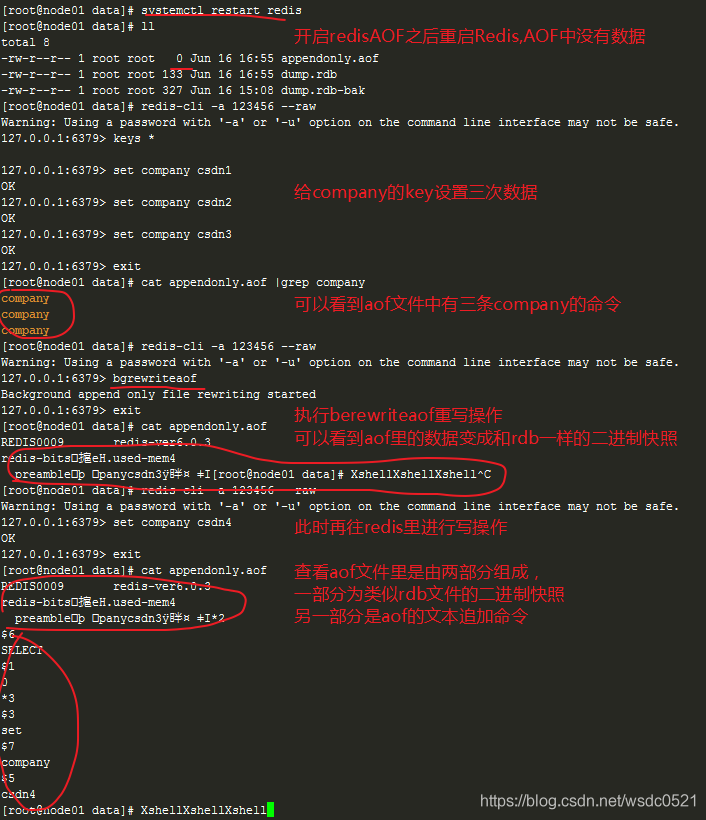 [root@node01 data]# systemctl restart redis
[root@node01 data]# ll
开启redisAOF之后重启Redis,AOF中没有数据
total 8
-rw-r--r-- 1 root root   0 Jun 16 16:55 appendonly.aof
-rw-r--r-- 1 root root 133 Jun 16 16:55 dump.rdb
-rw-r--r-- 1 root root 327 Jun 16 15:08 dump.rdb-bak
[root@node01 data]# redis-cli -a 123456 --raw
Warning: Using a password with '-a' or '-u' option on the command line interface may not be safe.
127.0.0.1:6379> keys *
127.0.0.1:6379> set company csdn1
OK
给company的key设置三次数据
127.0.0.1:6379> set company csdn2
OK
127.0.0.1:6379> set company csdn3
OK
127.0.0.1:6379> exit
[root@node01 data]# cat appendonly.aof |grep company
company
可以看到aof文件中有三条company的命令
company
company
[root@node01 data]# redis-cli -a 123456 --raw
Warning: Using a password with '-a' or '-u' option on the command line interface may not be safe.
127.0.0.1:6379> bgrewriteaof
Background append only file rewriting started
127.0.0.1:6379> exit
执行berewriteaof重写操作
[root@node01 data]# cat appendonly.aof
可以看到aof里的数据变成和rdb一样的二进制快照
REDIS0009 redis-ver6.0.3
redis-bits eH.used-mem4
preamble panycsdn3 [root@node01 data]# XshellXshellXshell^C
[root@node01 data]# redis-cli -a 123456 --raw
Warning: Using a password with '-a' or '-u' option on the command line interface may not be safe.
127.0.0.1:6379> set company csdn4
此时再往redis里进行写操作
OK
127.0.0.1:6379> exit
[root@node01 data]# cat appendonly.aof
查看aof文件里是由两部分组成，
REDIS0009 redis-ver6.0.3
一部分为类似rdb文件的二进制快照
redis-bits eH.used-mem4
另一部分是aof的文本追加命令
preamble panycsdn3 *2
$6
SELECT
$1
0
*3
$3
set
$7
company
$5
csdn4
[root@node01 data]# XshellXshellXshell
https://blog.csdn.net/wsdc0521